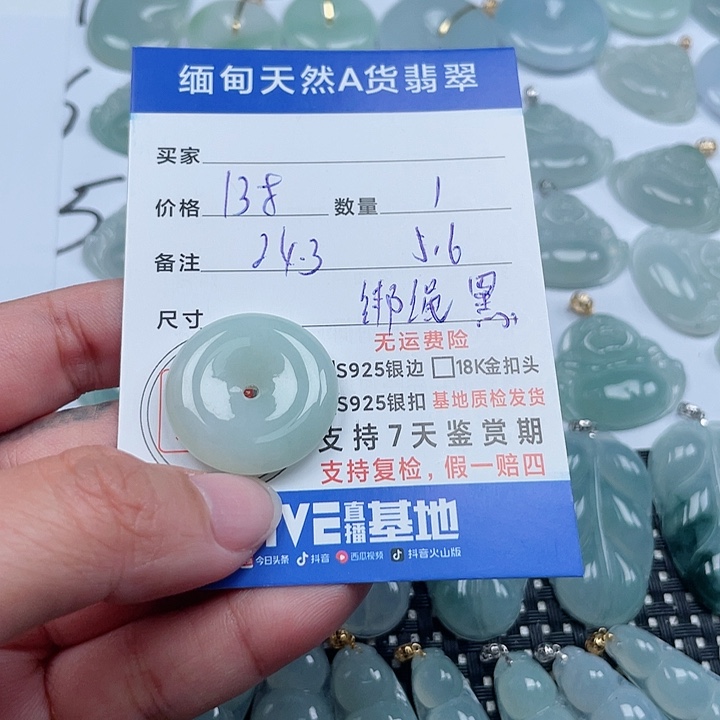 缅甸天然A货翡翠
买家
价格 138 数量 1
备注 24.3 5.6
尺寸 绑绳黑
无运费险
S925银边 □18K金扣头
S925银扣 基地质检发货
支持7天鉴赏期
支持复检,假一赔四
IVE直播基地
今日头条 抖音 西瓜视频 抖音火山版
5